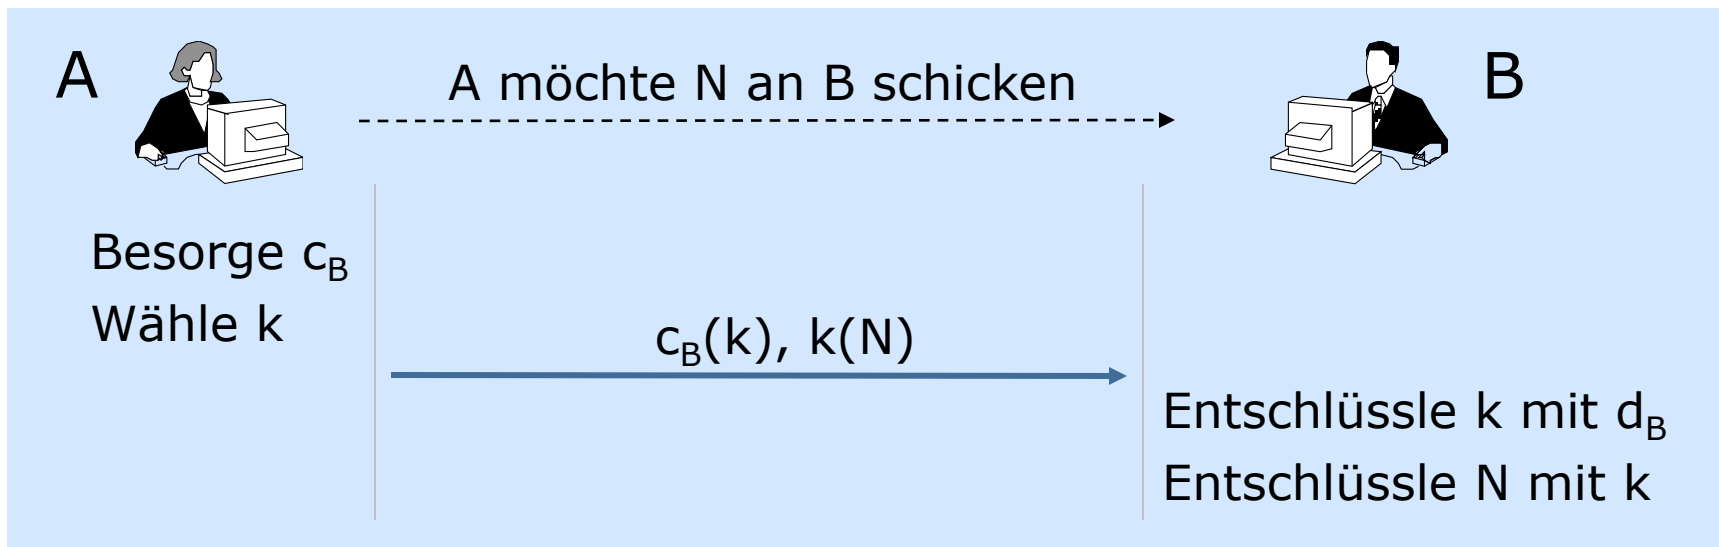 A
A möchte N an B schicken
B
Besorge c_B
Wähle k
c_B(k), k(N)
Entschlüssle k mit d_B
Entschlüssle N mit k